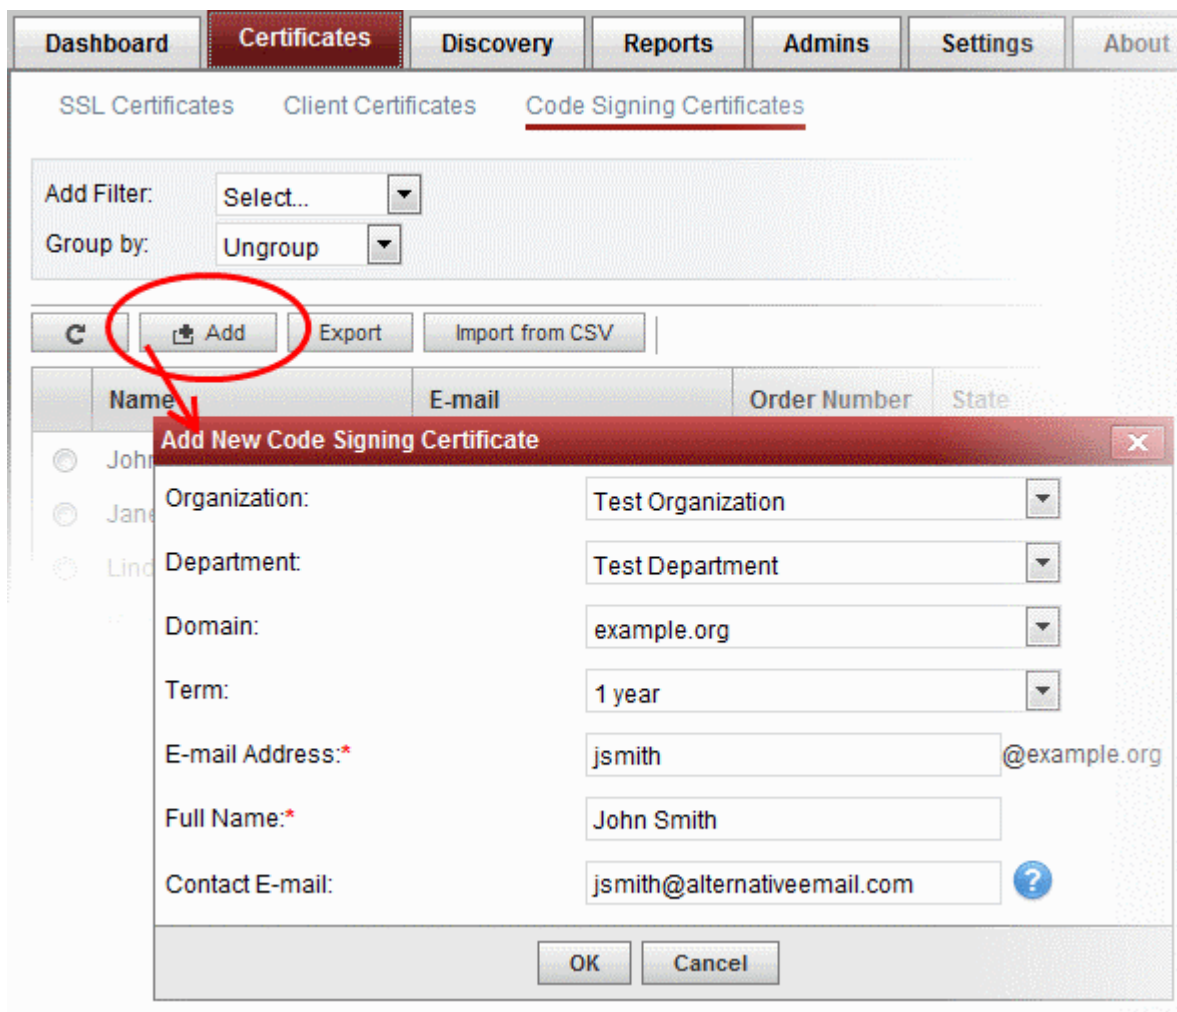 Dashboard Certificates Discovery Reports Admins Settings About
SSL Certificates Client Certificates Code Signing Certificates
Add Filter: Select...
Group by: Ungroup
Add Export Import from CSV
Name E-mail Order Number State
Add New Code Signing Certificate
John
Organization: Test Organization
Jane
Department: Test Department
Lind
Domain: example.org
Term: 1 year
E-mail Address:* jsmith @example.org
Full Name:* John Smith
Contact E-mail: jsmith@alternativeemail.com ?
OK Cancel